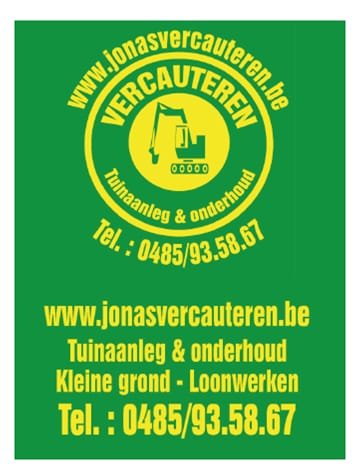 www.jonasvercauteren.be
VERCAUTEREN
Tuinaanleg & onderhoud
Tel. : 0485/93.58.67
www.jonasvercauteren.be
Tuinaanleg & onderhoud
Kleine grond - Loonwerken
Tel. : 0485/93.58.67